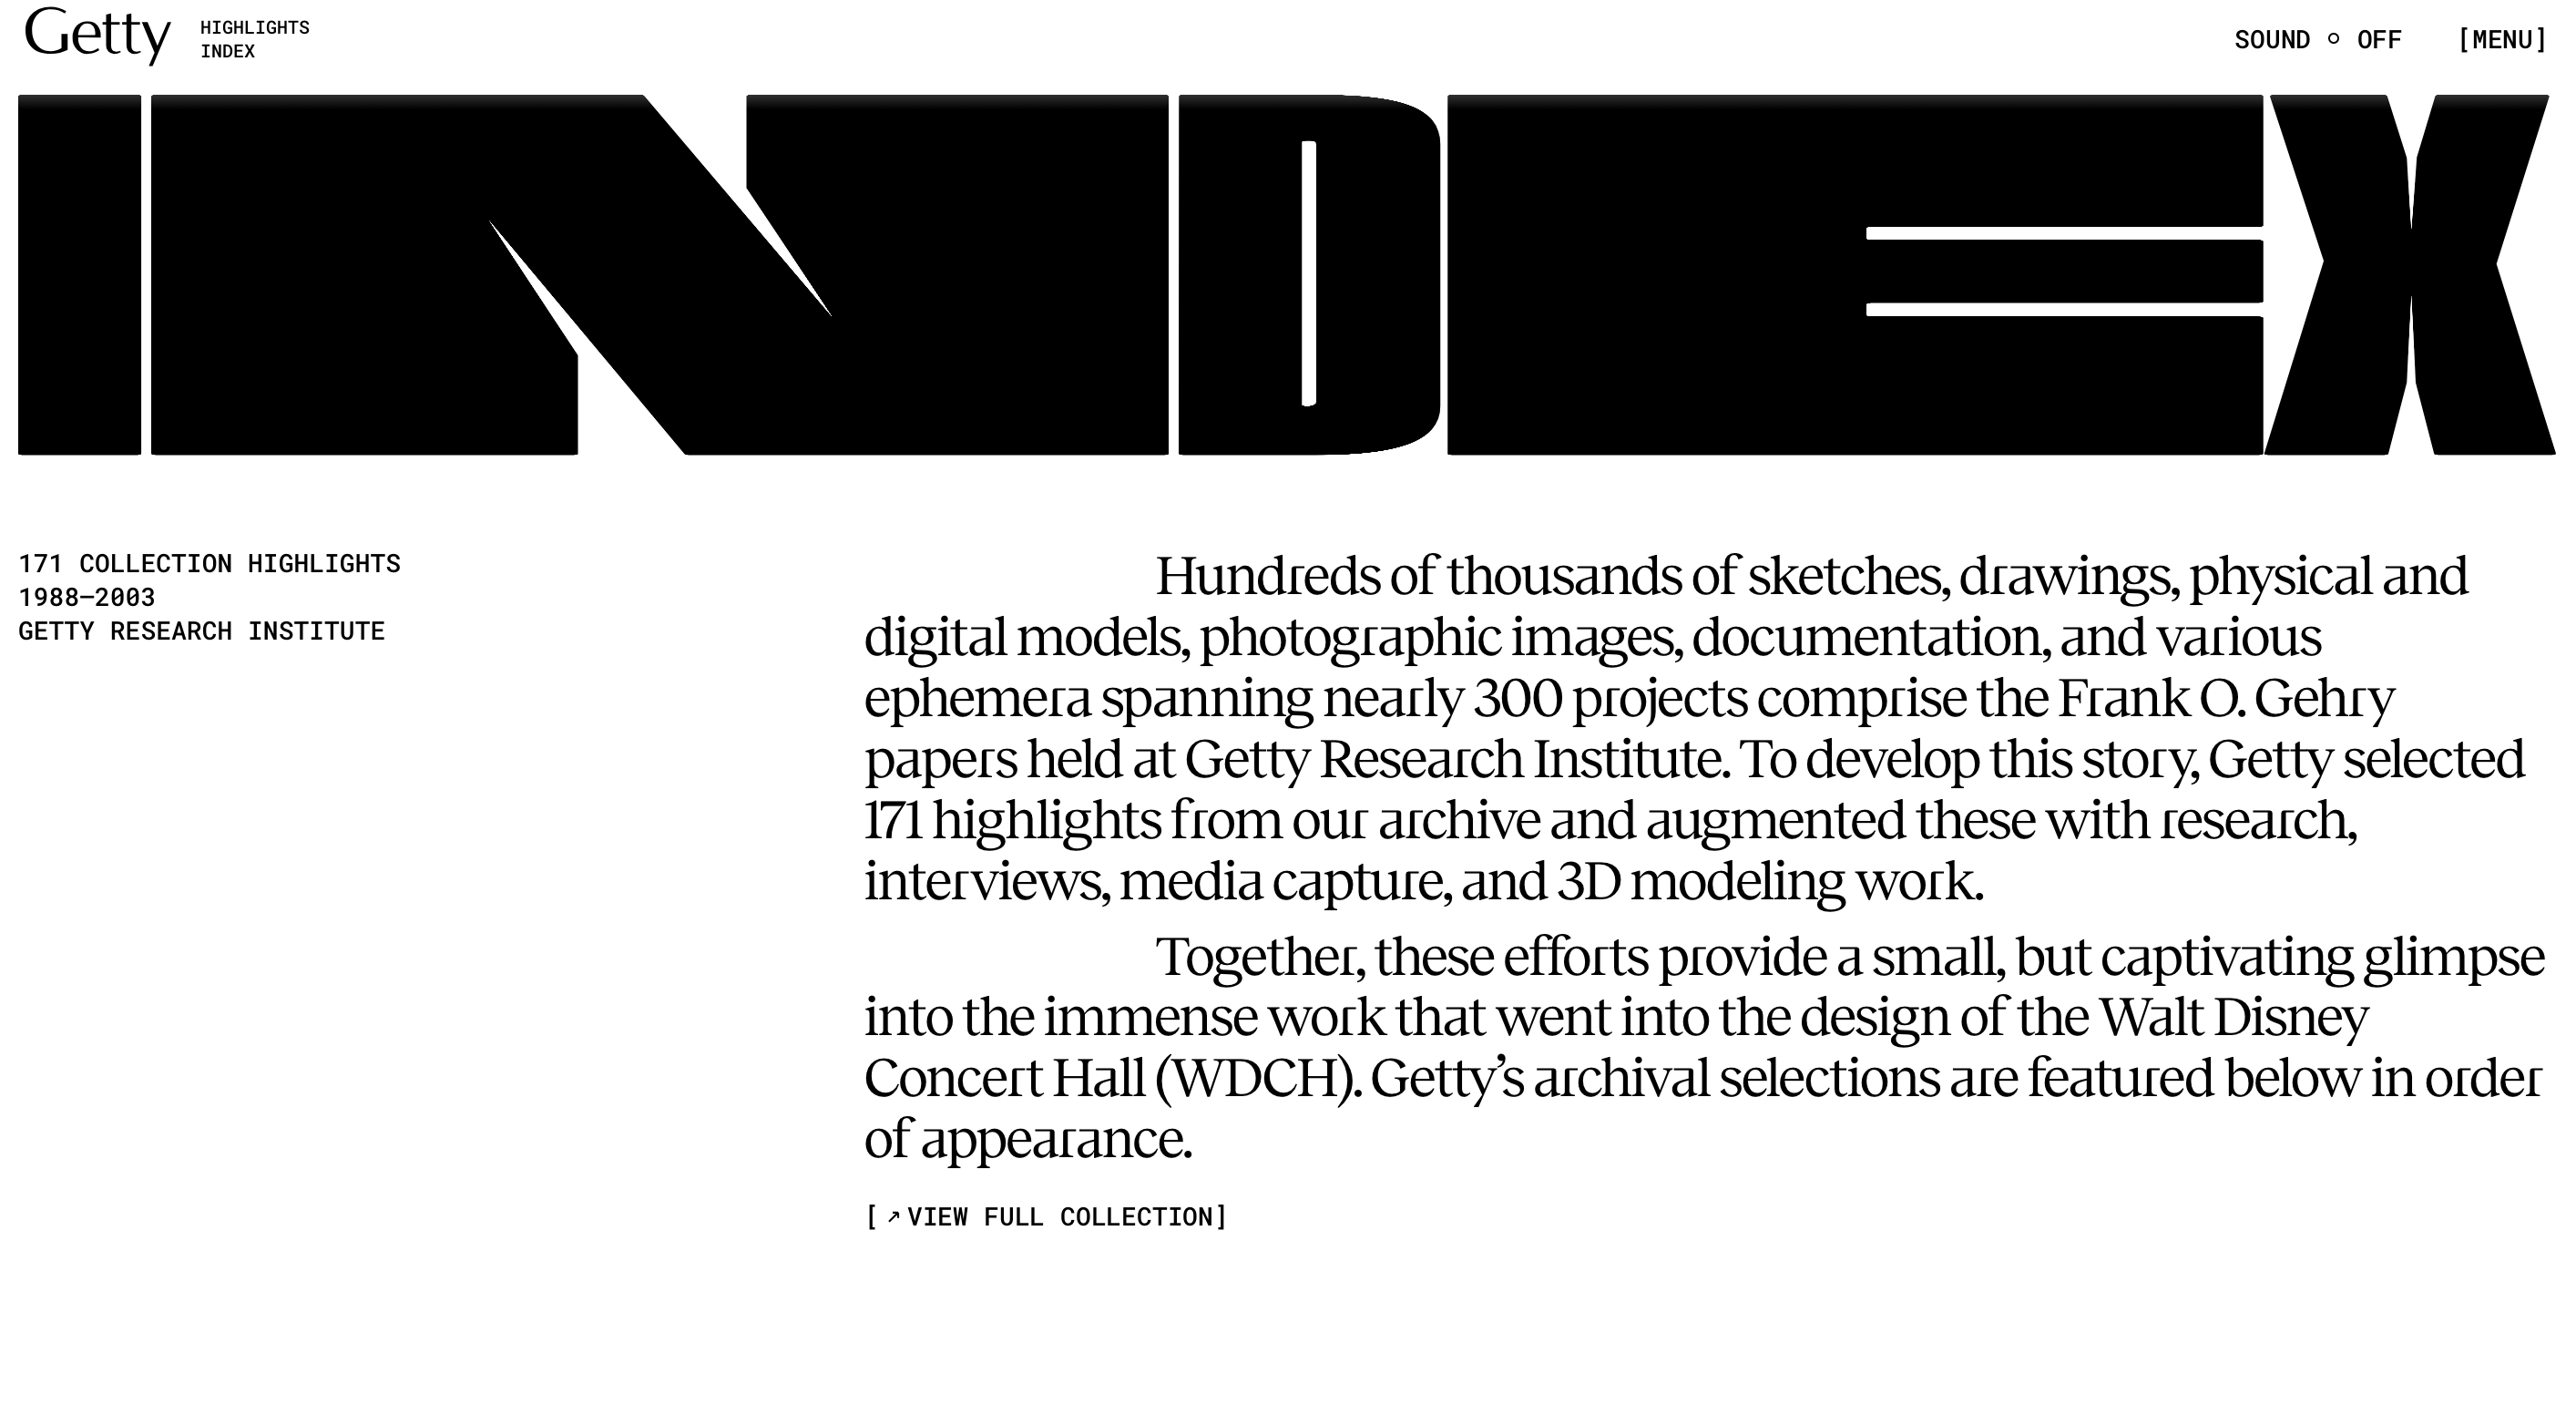 Getty
HIGHLIGHTS
INDEX
SOUND ○ OFF
[MENU]
INDEX
171 COLLECTION HIGHLIGHTS
1988–2003
GETTY RESEARCH INSTITUTE
Hundreds of thousands of sketches, drawings, physical and
digital models, photographic images, documentation, and various
ephemera spanning nearly 300 projects comprise the Frank O. Gehry
papers held at Getty Research Institute. To develop this story, Getty selected
171 highlights from our archive and augmented these with research,
interviews, media capture, and 3D modeling work.
Together, these efforts provide a small, but captivating glimpse
into the immense work that went into the design of the Walt Disney
Concert Hall (WDCH). Getty’s archival selections are featured below in order
of appearance.
[↗VIEW FULL COLLECTION]